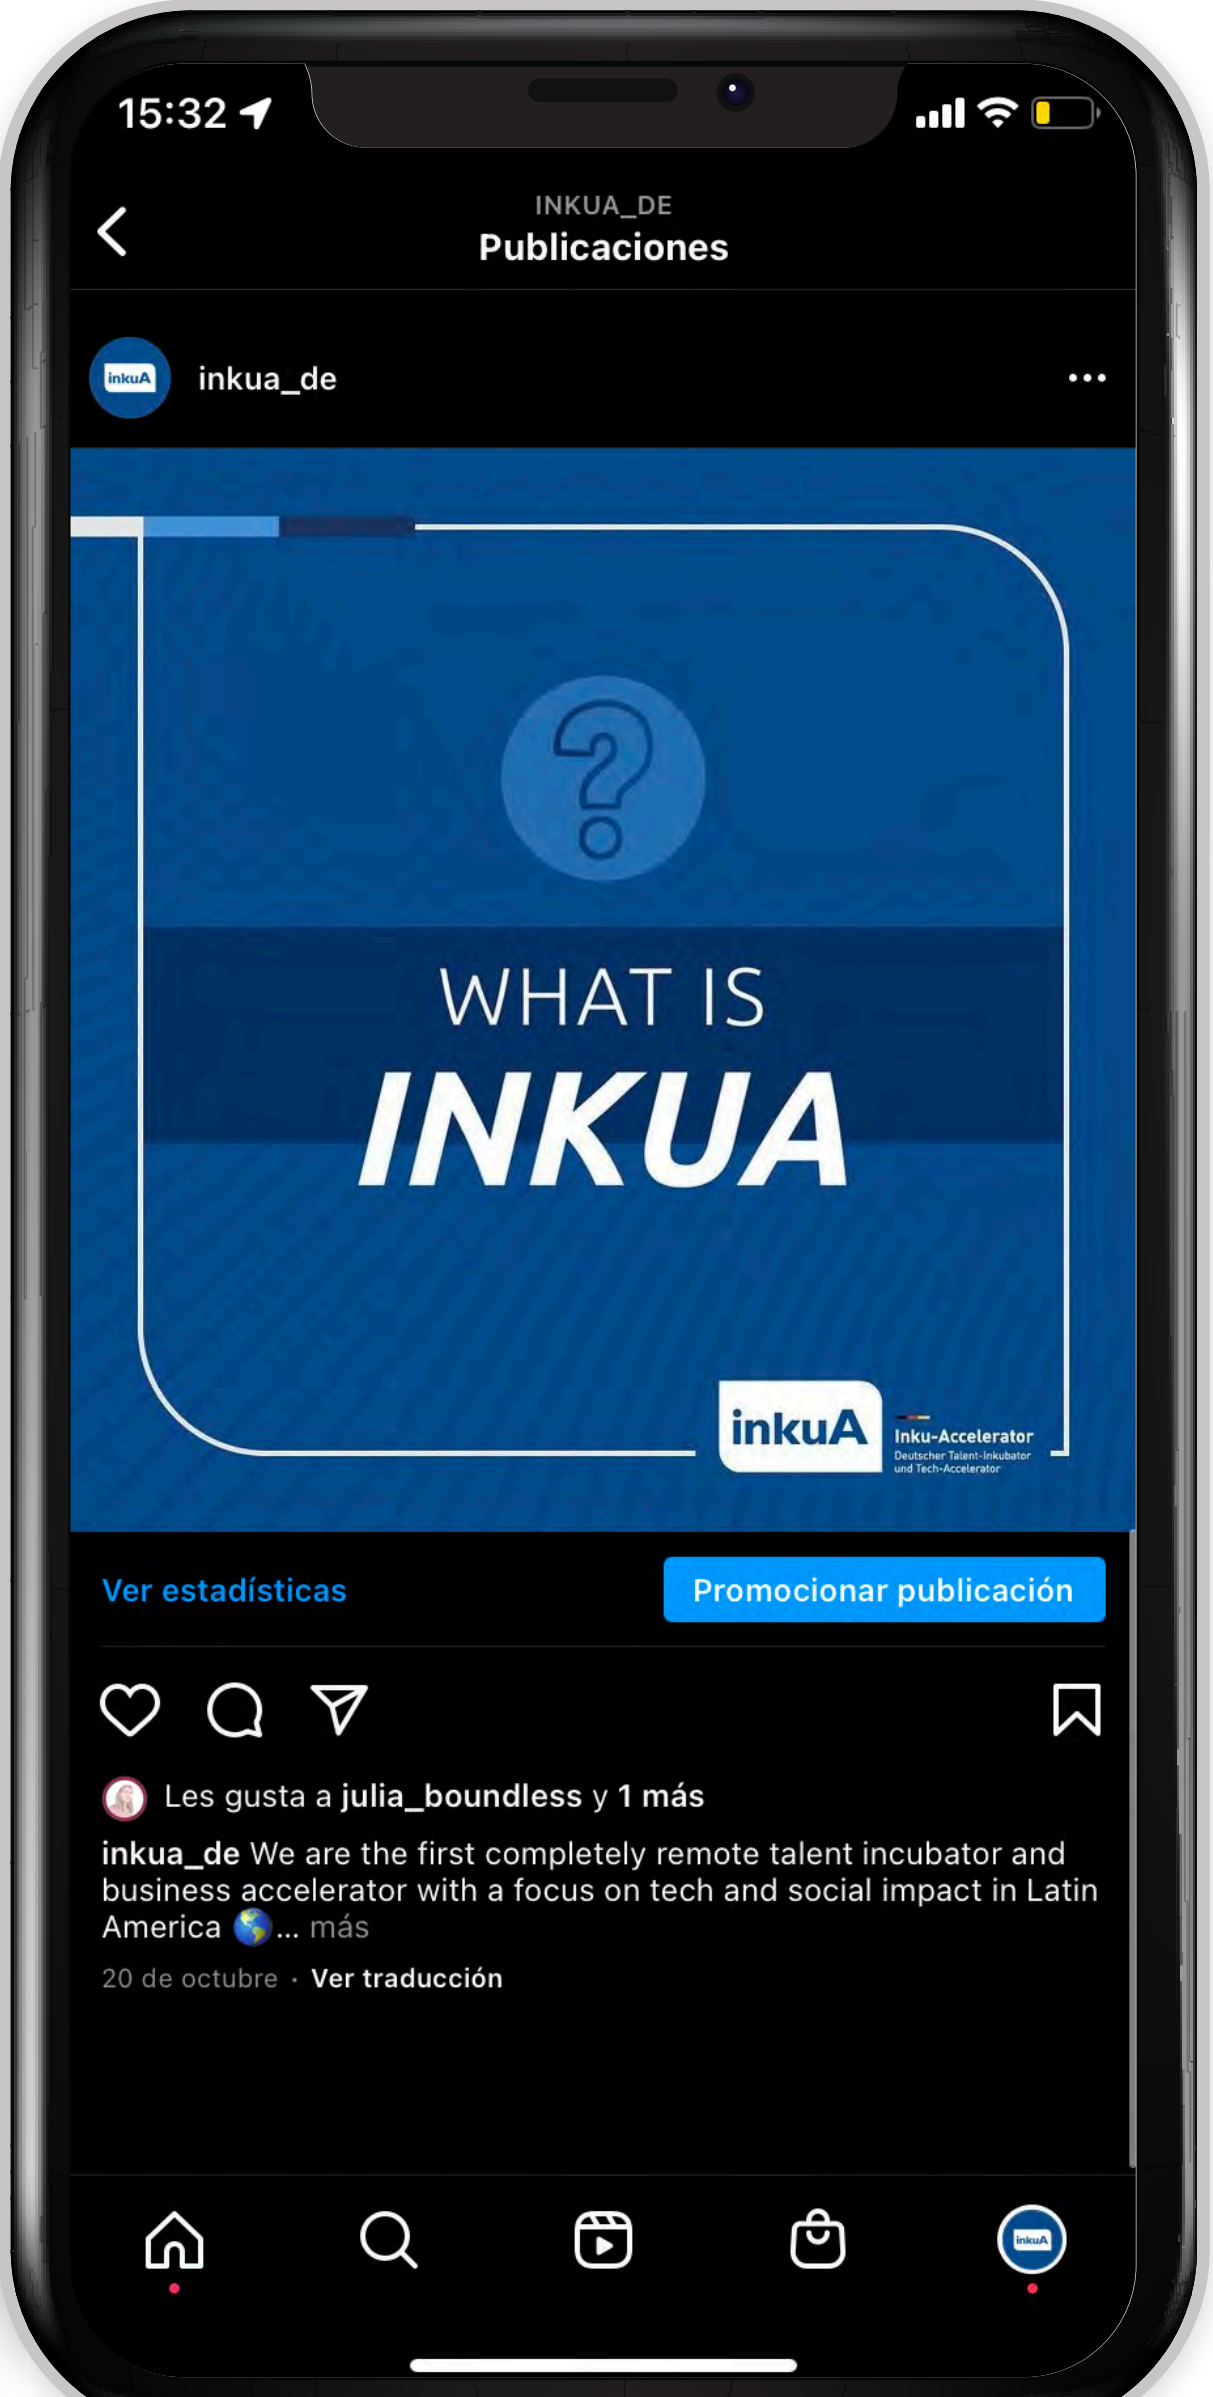 15:32
INKUA_DE
Publicaciones
inkuA
inkua_de
WHAT IS
INKUA
inkuA
Inku-Accelerator
Deutscher Talent-Inkubator
und Tech-Accelerator
Ver estadísticas
Promocionar publicación
Les gusta a julia_boundless y 1 más
inkua_de We are the first completely remote talent incubator and
business accelerator with a focus on tech and social impact in Latin
America 🌎... más
20 de octubre · Ver traducción
inkuA